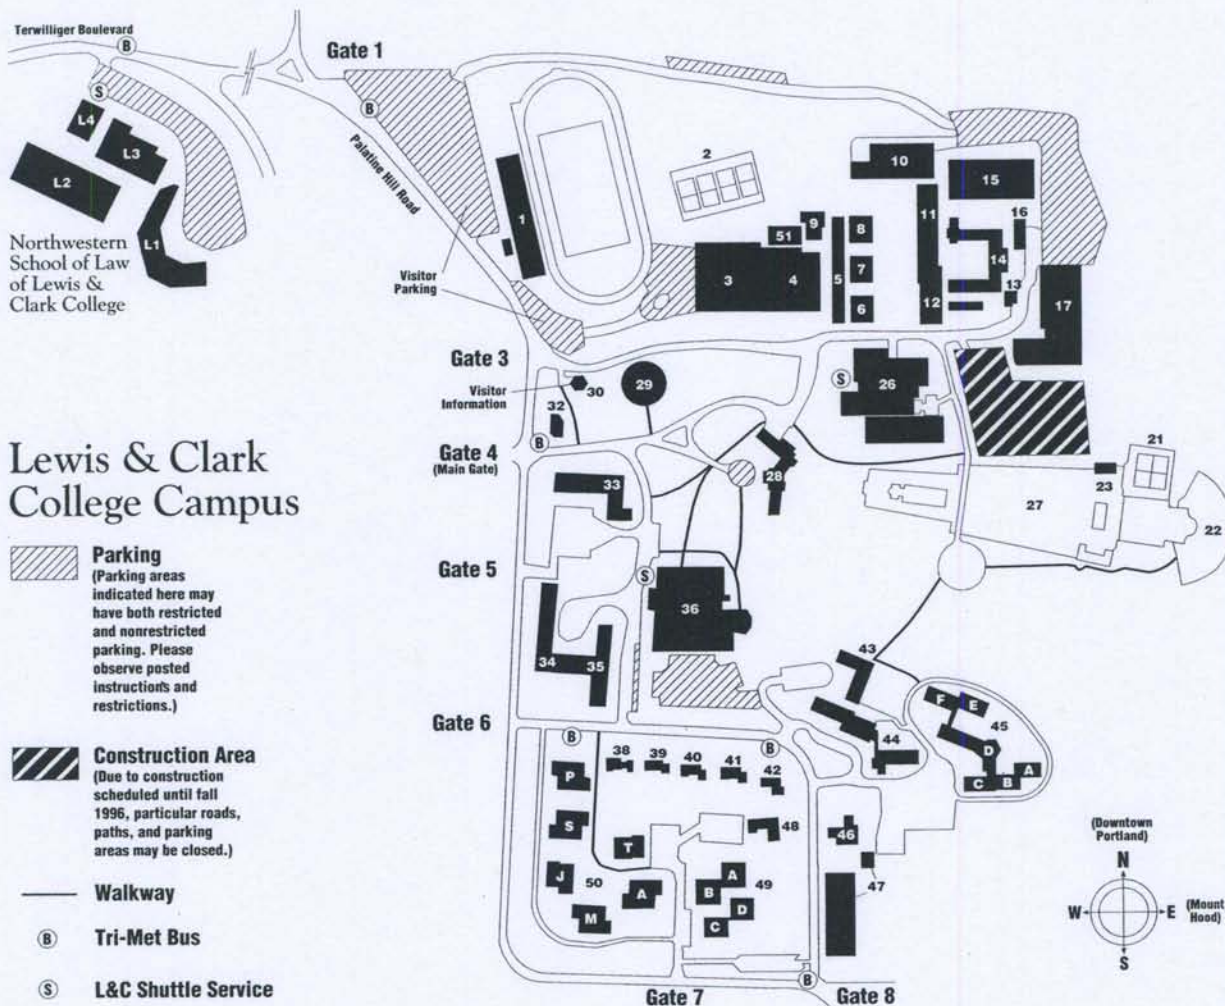 Terwilliger Boulevard
B
Gate 1
S
B
L4
L3
L2
L1
Palatine Hill Road
Northwestern
School of Law
of Lewis &
Clark College
Visitor
Parking
1
2
3
4
51
9
8
7
6
5
10
11
12
15
16
14
13
17
Gate 3
Visitor
Information
30
29
32
B
S
26
Gate 4
(Main Gate)
28
33
21
23
27
22
Lewis & Clark
College Campus
Parking
(Parking areas
indicated here may
have both restricted
and nonrestricted
parking. Please
observe posted
instructions and
restrictions.)
Gate 5
S
36
34
35
43
44
F
E
45
D
C
B
A
Gate 6
B
B
38
39
40
41
42
P
S
T
J
50
A
M
48
A
49
B
D
C
46
47
Construction Area
(Due to construction
scheduled until fall
1996, particular roads,
paths, and parking
areas may be closed.)
Walkway
B Tri-Met Bus
S L&C Shuttle Service
(Downtown
Portland)
N
W
E
(Mount
Hood)
S
B
Gate 7
Gate 8